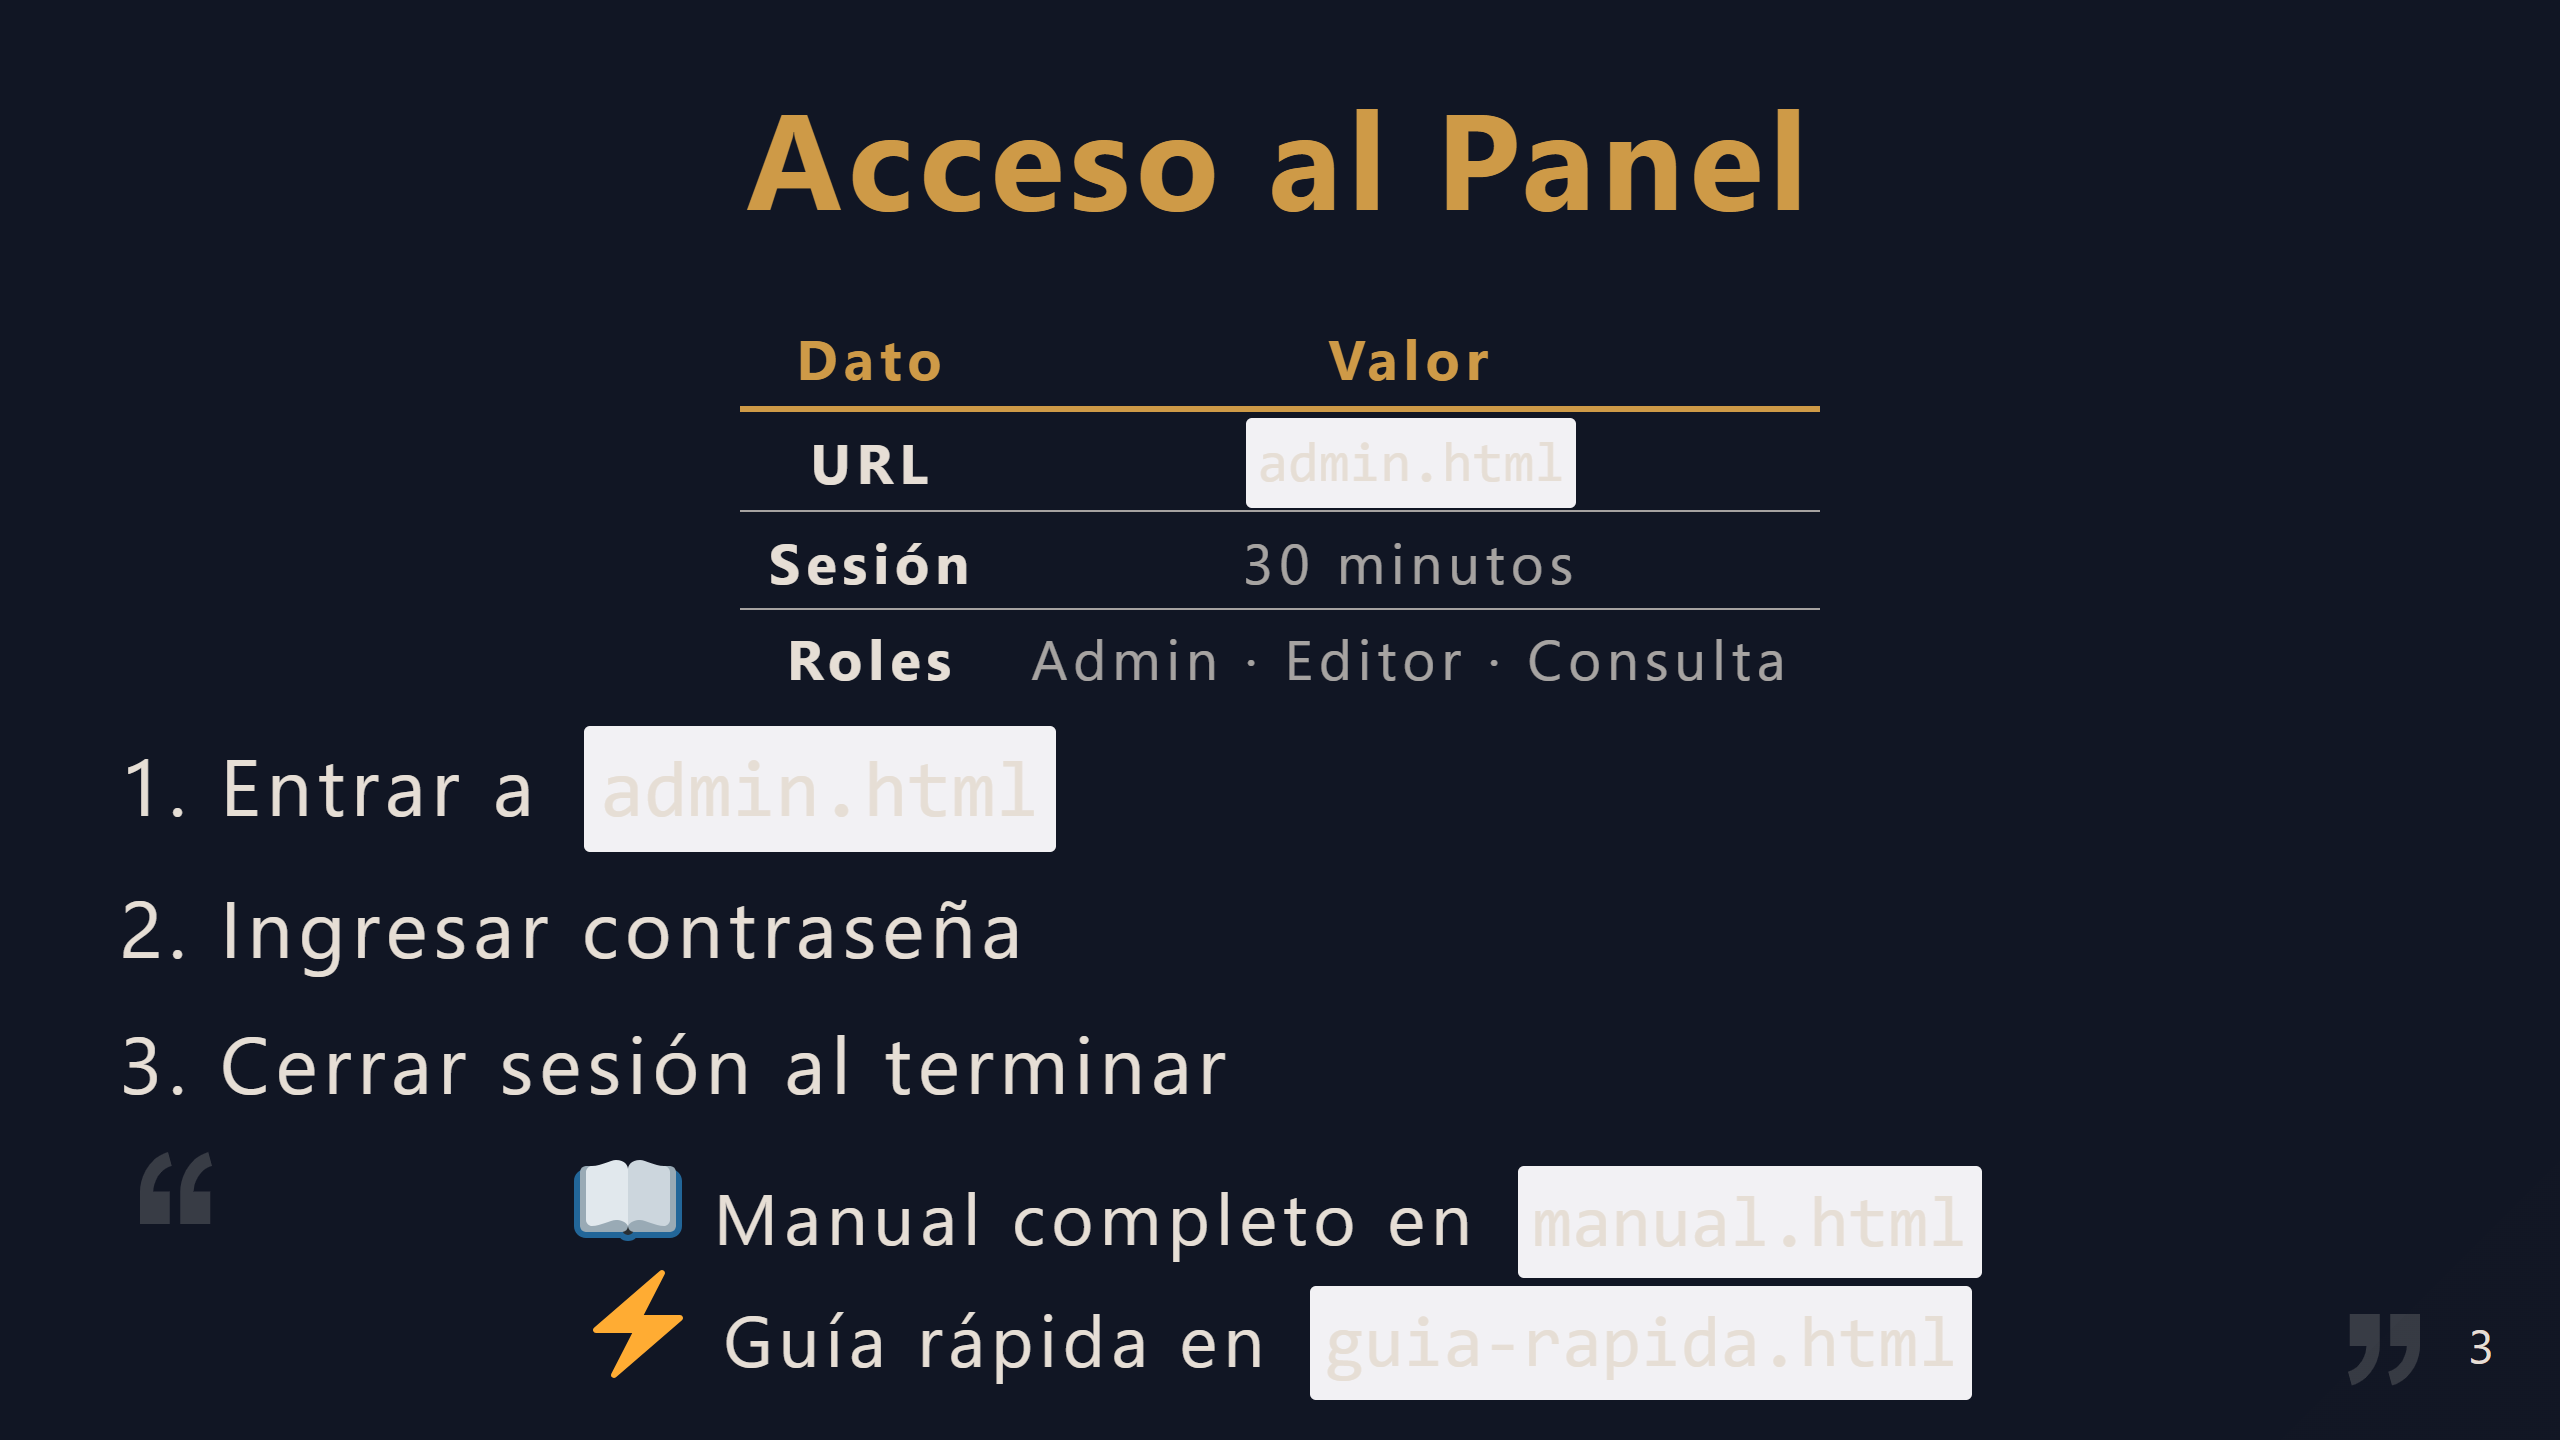 Acceso al Panel
Dato Valor
URL admin.html
Sesión 30 minutos
Roles Admin · Editor · Consulta
1. Entrar a admin.html
2. Ingresar contraseña
3. Cerrar sesión al terminar
“
📖 Manual completo en manual.html
⚡ Guía rápida en guia-rapida.html
”
3